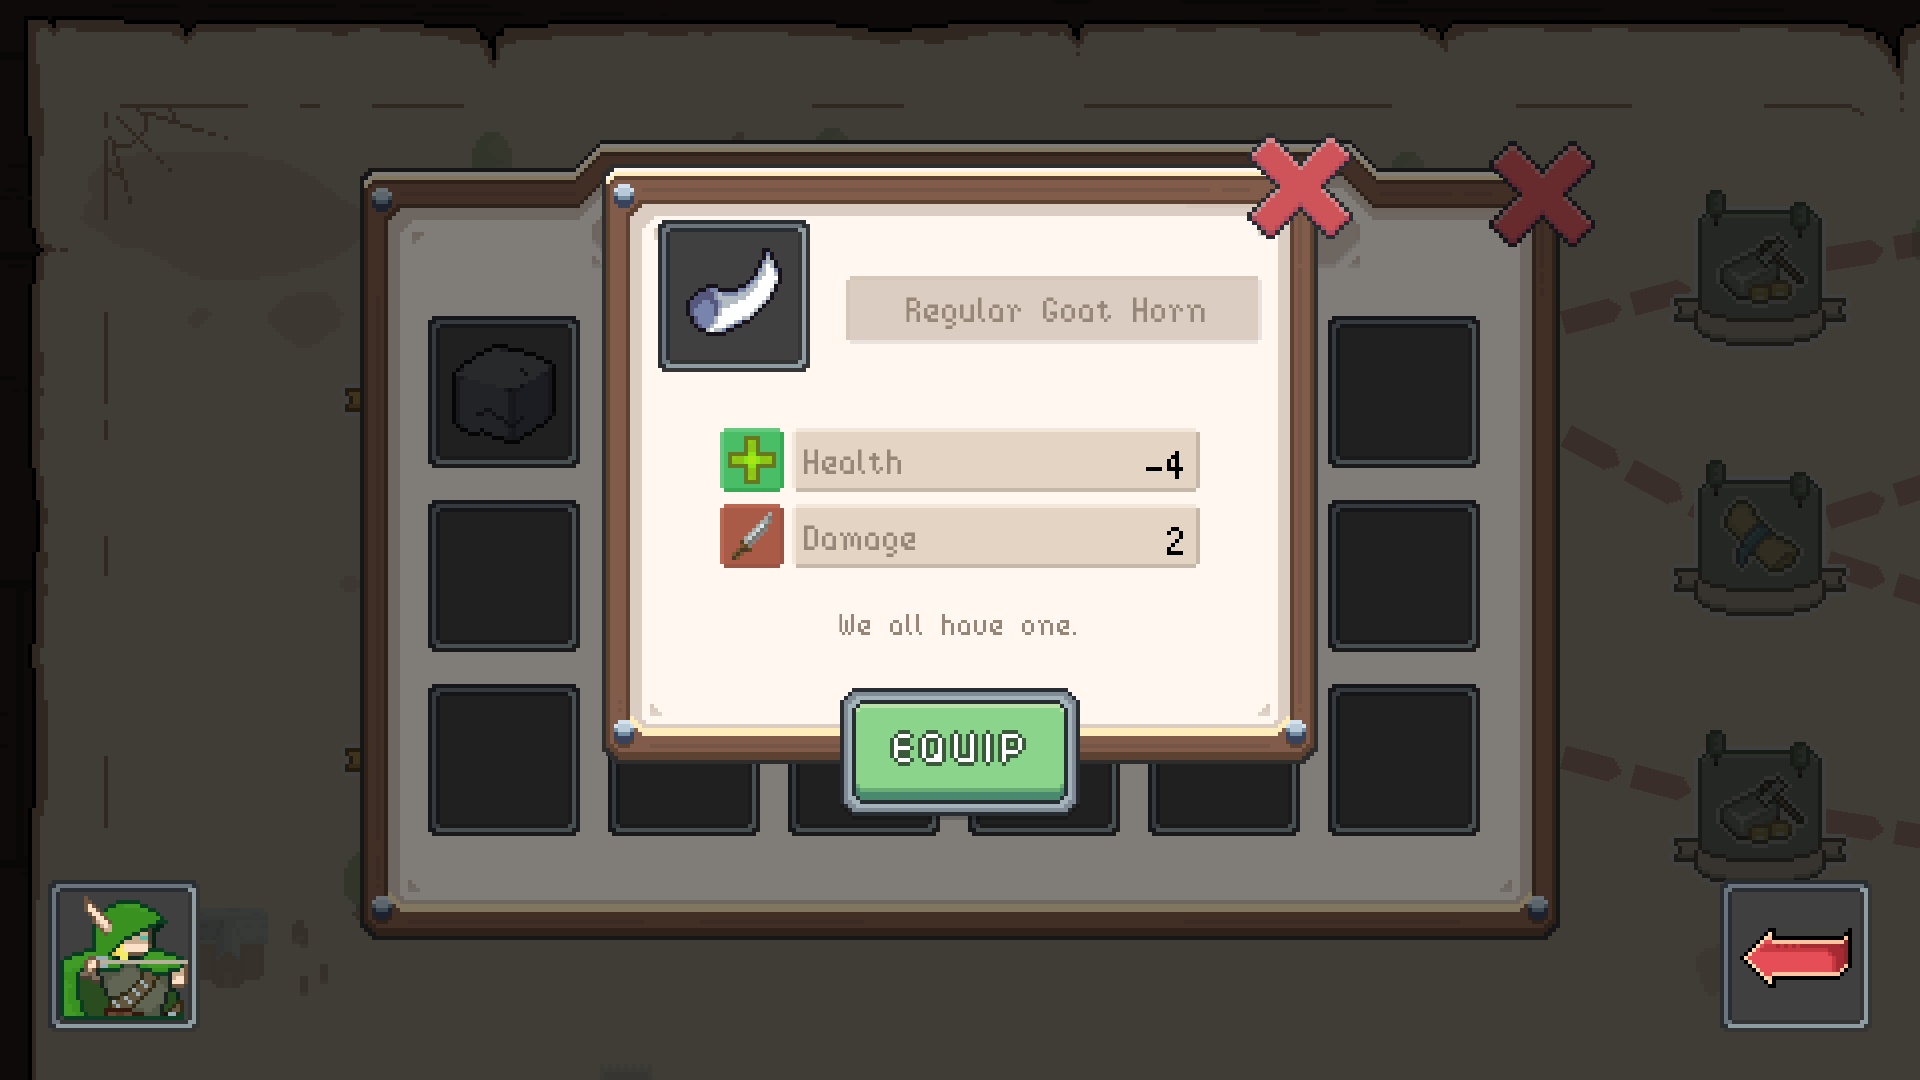 Regular Goat Horn
Health -4
Damage 2
We all have one.
EQUIP